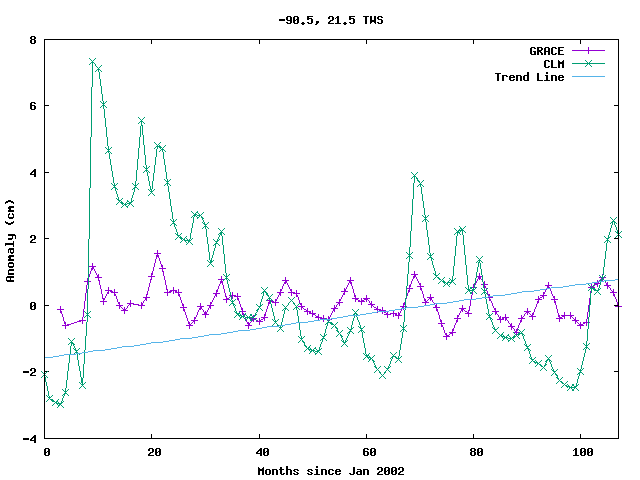 -90.5, 21.5 TWS
GRACE
CLM
Trend Line
8
6
4
2
0
-2
-4
Anomaly (cm)
0 20 40 60 80 100
Months since Jan 2002